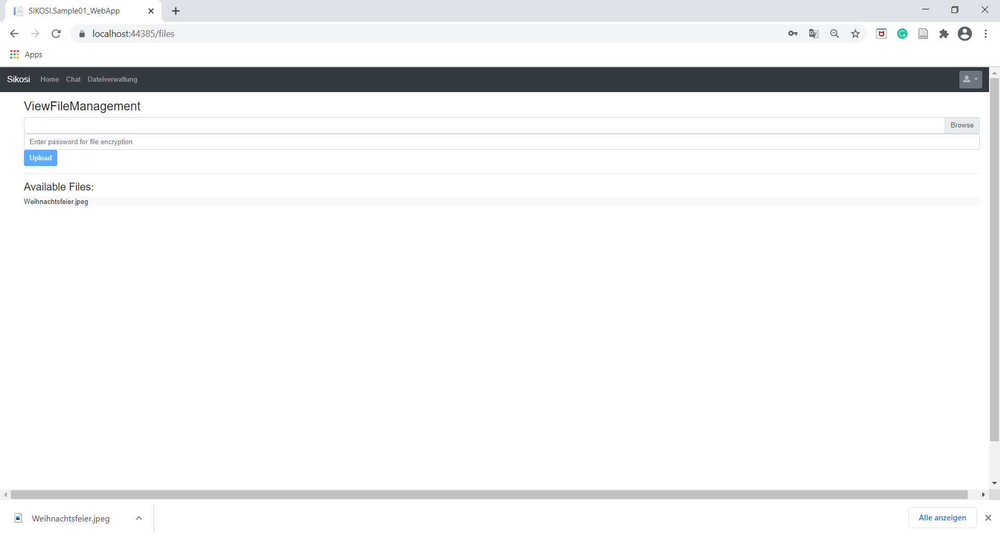 SIKOSI.Sample01_WebApp
localhost:44385/files
Apps
Sikosi Home Chat Dateiverwaltung
ViewFileManagement
Browse
Enter password for file encryption
Upload
Available Files:
Weihnachtsfeier.jpeg
Weihnachtsfeier.jpeg
Alle anzeigen